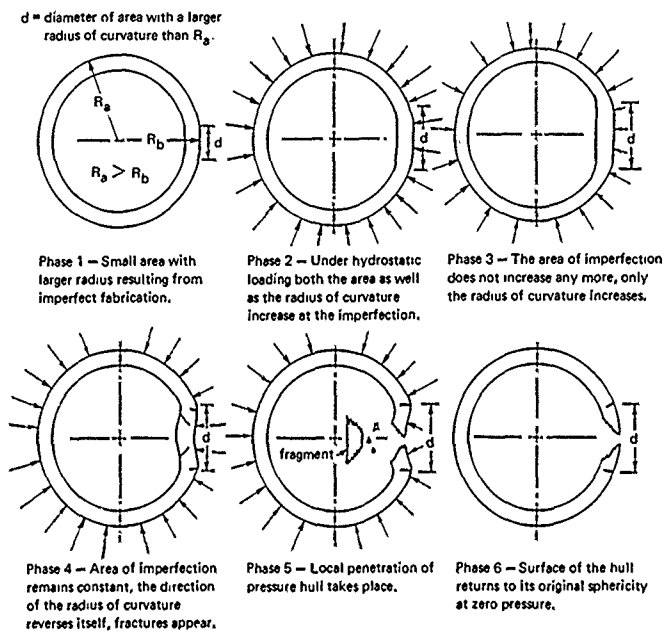 d = diameter of area with a larger
radius of curvature than Ra.
Ra
Rb
d
Ra > Rb
d
d
Phase 1 — Small area with
larger radius resulting from
imperfect fabrication.
Phase 2 — Under hydrostatic
loading both the area as well
as the radius of curvature
increase at the imperfection.
Phase 3 — The area of imperfection
does not increase any more, only
the radius of curvature increases.
d
fragment
d
d
Phase 4 — Area of imperfection
remains constant, the direction
of the radius of curvature
reverses itself, fractures appear.
Phase 5 — Local penetration of
pressure hull takes place.
Phase 6 — Surface of the hull
returns to its original sphericity
at zero pressure.